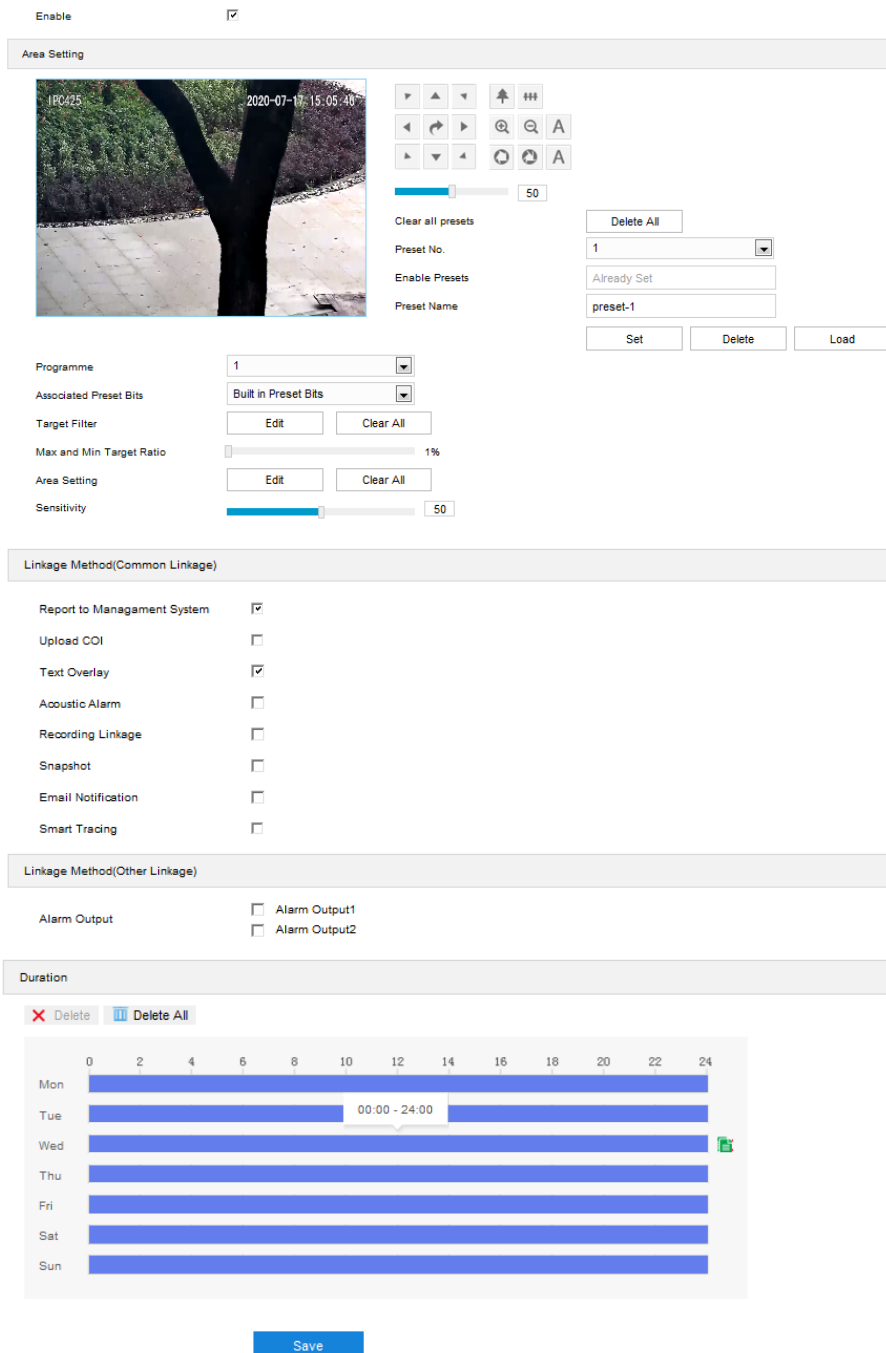 Enable
Area Setting
IPC425 2020-07-17 15:05:46
A
A
50
Clear all presets Delete All
Preset No. 1
Enable Presets Already Set
Preset Name preset-1
Set Delete Load
Programme 1
Associated Preset Bits Built in Preset Bits
Target Filter Edit Clear All
Max and Min Target Ratio 1%
Area Setting Edit Clear All
Sensitivity 50
Linkage Method(Common Linkage)
Report to Managament System
Upload COI
Text Overlay
Acoustic Alarm
Recording Linkage
Snapshot
Email Notification
Smart Tracing
Linkage Method(Other Linkage)
Alarm Output Alarm Output1
Alarm Output2
Duration
Delete Delete All
0 2 4 6 8 10 12 14 16 18 20 22 24
Mon
Tue 00:00 - 24:00
Wed
Thu
Fri
Sat
Sun
Save